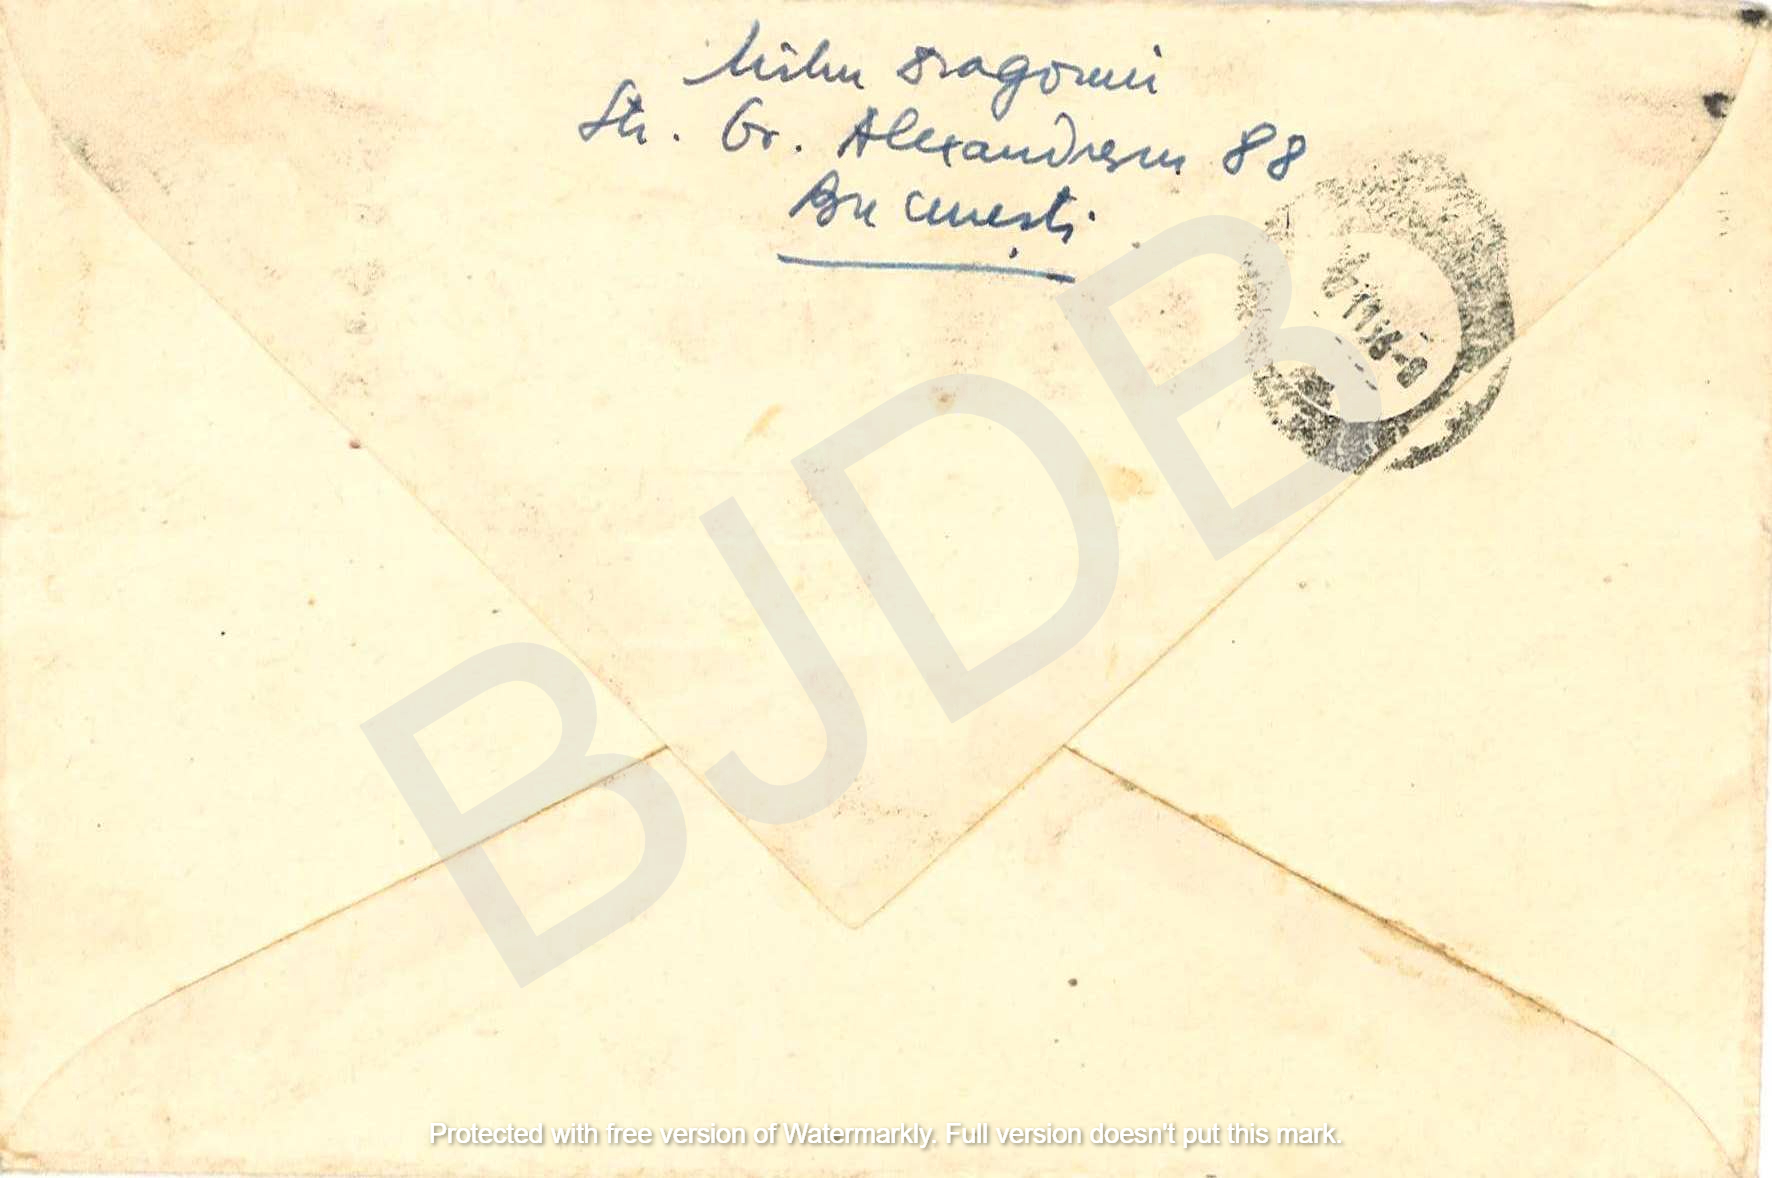 Mihu Dragomir
Str. Gr. Alexandrescu 88
București
BJDB
Protected with free version of Watermarkly. Full version doesn't put this mark.